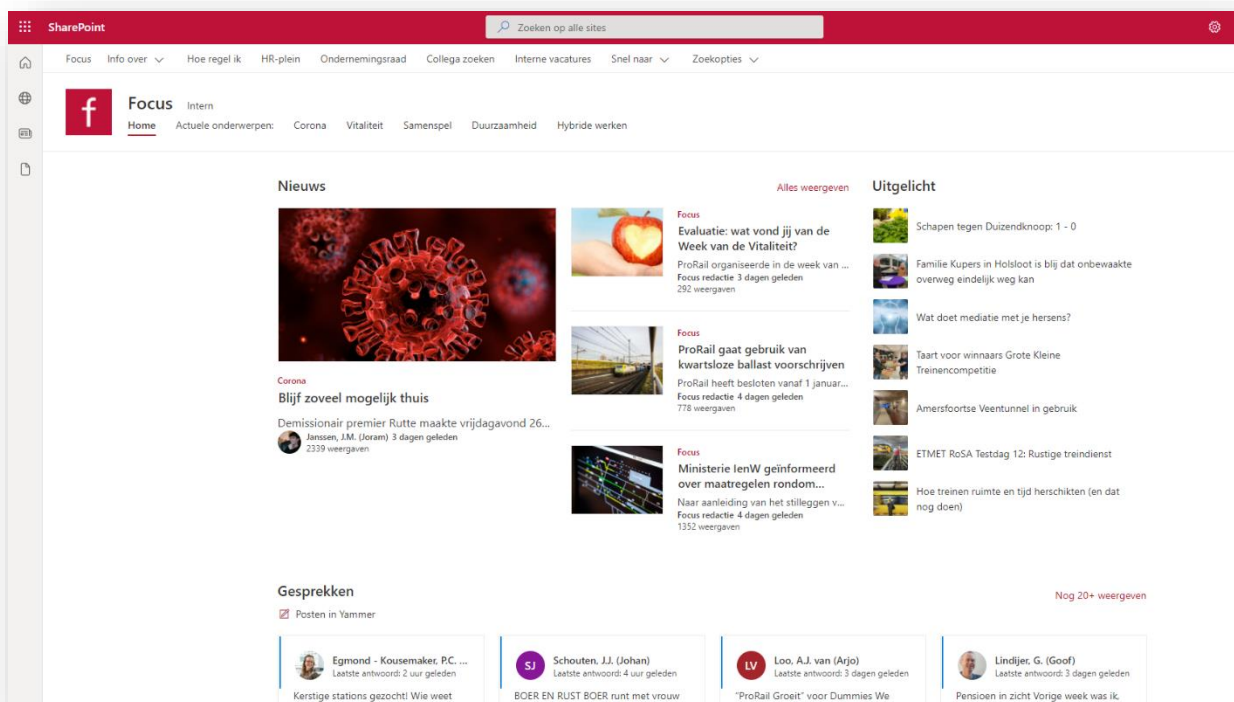 SharePoint
Zoeken op alle sites
Focus Info over Hoe regel ik HR-plein Ondernemingsraad Collega zoeken Interne vacatures Snel naar Zoekopties
f
Focus Intern
Home Actuele onderwerpen: Corona Vitaliteit Samenspel Duurzaamheid Hybride werken
Nieuws
Alles weergeven
Corona
Blijf zoveel mogelijk thuis
Demissionair premier Rutte maakte vrijdagavond 26...
Janssen, J.M. (Joram) 3 dagen geleden
2339 weergaven
Focus
Evaluatie: wat vond jij van de
Week van de Vitaliteit?
ProRail organiseerde in de week van ...
Focus redactie 3 dagen geleden
292 weergaven
Focus
ProRail gaat gebruik van
kwartsloze ballast voorschrijven
ProRail heeft besloten vanaf 1 januar...
Focus redactie 4 dagen geleden
778 weergaven
Focus
Ministerie IenW geïnformeerd
over maatregelen rondom...
Naar aanleiding van het stilleggen v...
Focus redactie 4 dagen geleden
1352 weergaven
Uitgelicht
Schapen tegen Duizendknoop: 1 - 0
Familie Kupers in Holsloot is blij dat onbewaakte
overweg eindelijk weg kan
Wat doet mediatie met je hersens?
Taart voor winnaars Grote Kleine
Treinencompetitie
Amersfoortse Veentunnel in gebruik
ETMET RoSA Testdag 12: Rustige treindienst
Hoe treinen ruimte en tijd herschikten (en dat
nog doen)
Gesprekken
Nog 20+ weergeven
Posten in Yammer
Egmond - Kousemaker, P.C. ...
Laatste antwoord: 2 uur geleden
Kerstige stations gezocht! Wie weet
SJ
Schouten, J.J. (Johan)
Laatste antwoord: 4 uur geleden
BOER EN RUST BOER runt met vrouw
LV
Loo, A.J. van (Arjo)
Laatste antwoord: 3 dagen geleden
"ProRail Groeit" voor Dummies We
Lindijer, G. (Goof)
Laatste antwoord: 3 dagen geleden
Pensioen in zicht Vorige week was ik,